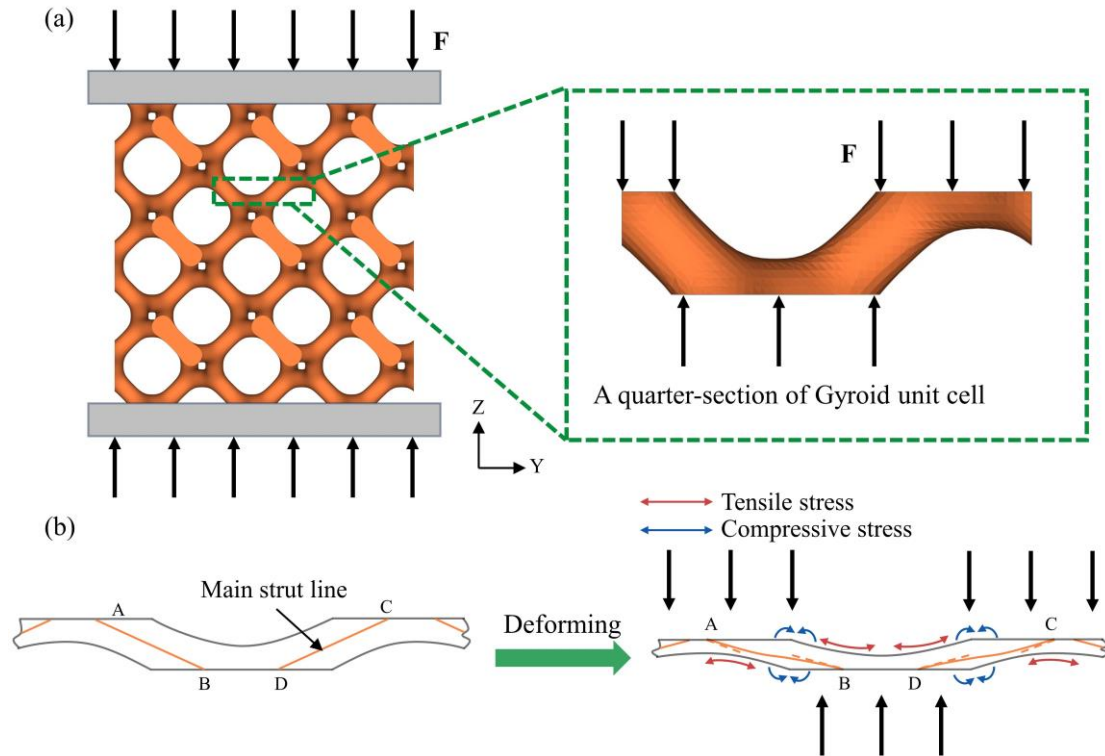 (a)
F
F
A quarter-section of Gyroid unit cell
Z
Y
(b)
Tensile stress
Compressive stress
Main strut line
A
C
B
D
Deforming
A
C
B
D